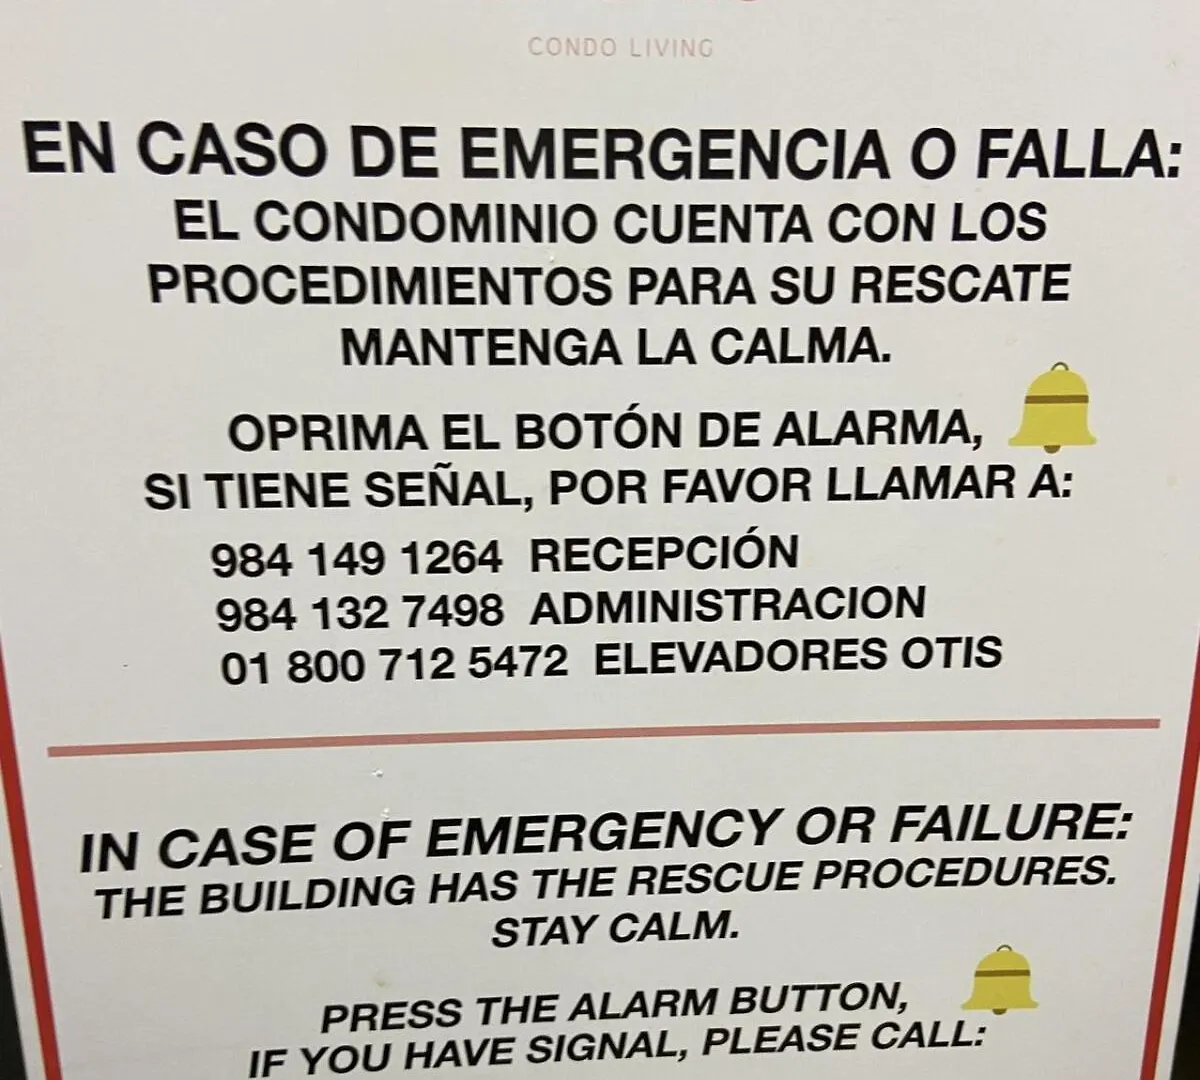 CONDO LIVING
EN CASO DE EMERGENCIA O FALLA:
EL CONDOMINIO CUENTA CON LOS
PROCEDIMIENTOS PARA SU RESCATE
MANTENGA LA CALMA.
OPRIMA EL BOTÓN DE ALARMA,
SI TIENE SEÑAL, POR FAVOR LLAMAR A:
984 149 1264 RECEPCIÓN
984 132 7498 ADMINISTRACION
01 800 712 5472 ELEVADORES OTIS
IN CASE OF EMERGENCY OR FAILURE:
THE BUILDING HAS THE RESCUE PROCEDURES.
STAY CALM.
PRESS THE ALARM BUTTON,
IF YOU HAVE SIGNAL, PLEASE CALL: